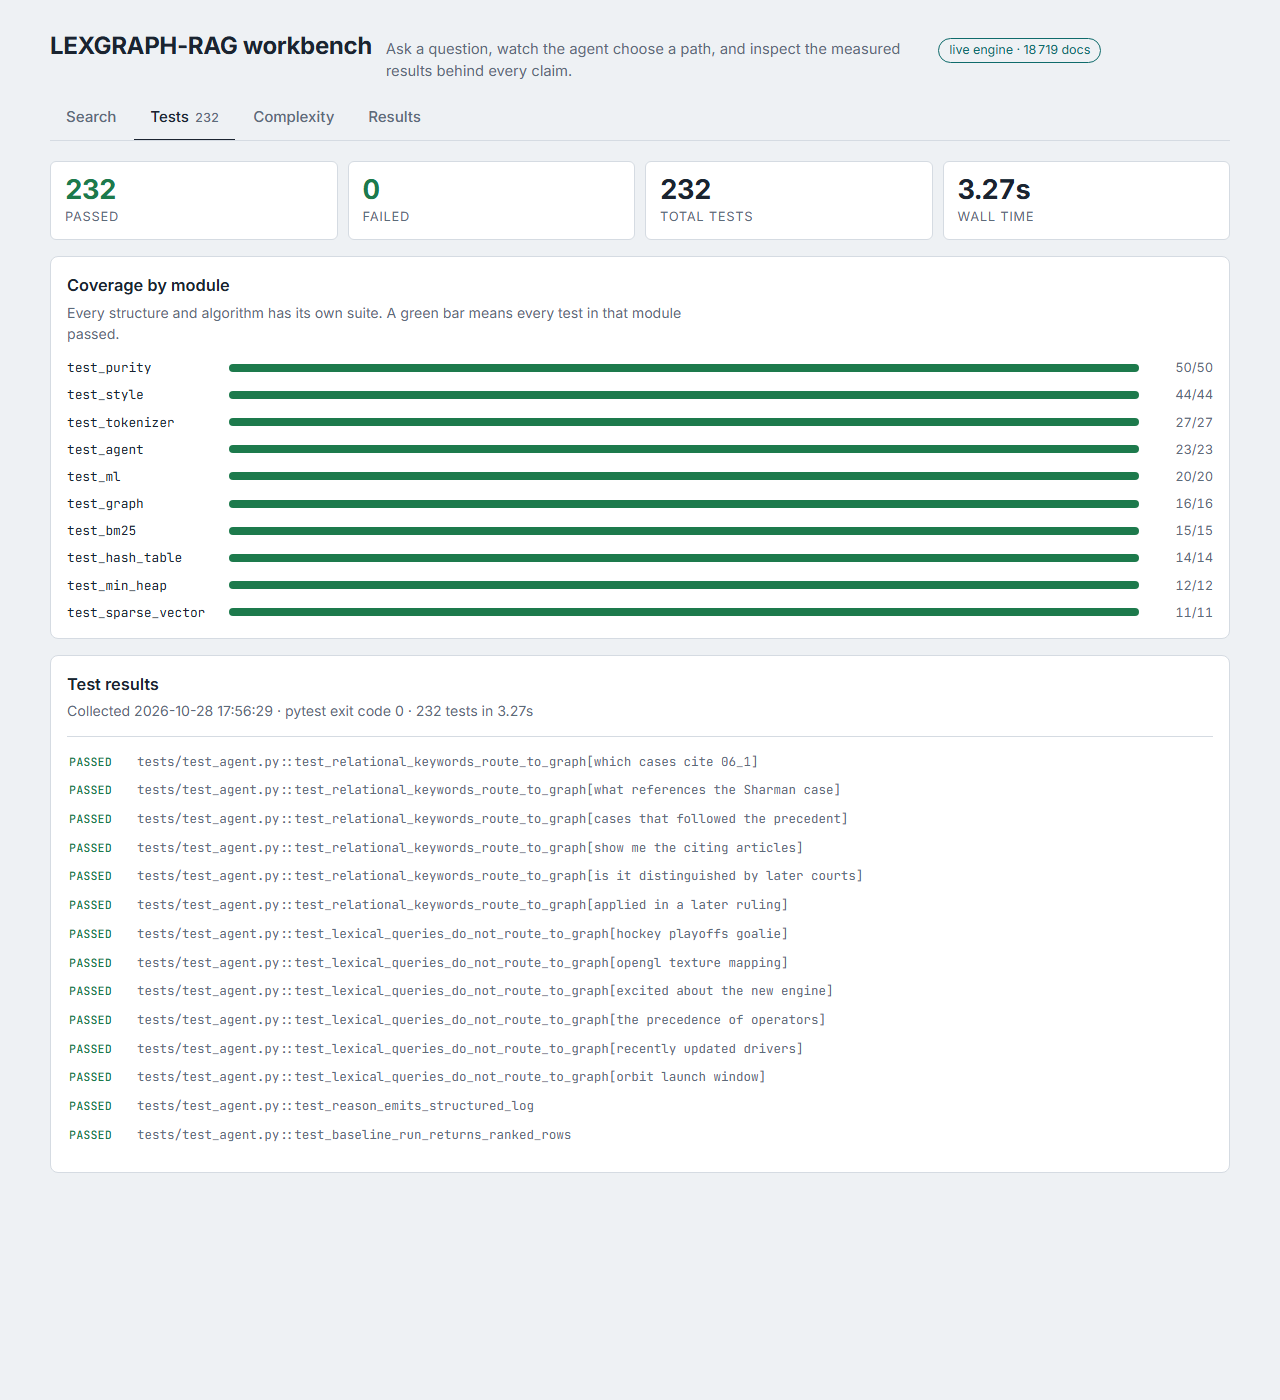 LEXGRAPH-RAG workbench
Ask a question, watch the agent choose a path, and inspect the measured
results behind every claim.
live engine · 18 719 docs
Search
Tests 232
Complexity
Results
232
PASSED
0
FAILED
232
TOTAL TESTS
3.27s
WALL TIME
Coverage by module
Every structure and algorithm has its own suite. A green bar means every test in that module
passed.
test_purity 50/50
test_style 44/44
test_tokenizer 27/27
test_agent 23/23
test_ml 20/20
test_graph 16/16
test_bm25 15/15
test_hash_table 14/14
test_min_heap 12/12
test_sparse_vector 11/11
Test results
Collected 2026-10-28 17:56:29 · pytest exit code 0 · 232 tests in 3.27s
PASSED tests/test_agent.py::test_relational_keywords_route_to_graph[which cases cite 06_1]
PASSED tests/test_agent.py::test_relational_keywords_route_to_graph[what references the Sharman case]
PASSED tests/test_agent.py::test_relational_keywords_route_to_graph[cases that followed the precedent]
PASSED tests/test_agent.py::test_relational_keywords_route_to_graph[show me the citing articles]
PASSED tests/test_agent.py::test_relational_keywords_route_to_graph[is it distinguished by later courts]
PASSED tests/test_agent.py::test_relational_keywords_route_to_graph[applied in a later ruling]
PASSED tests/test_agent.py::test_lexical_queries_do_not_route_to_graph[hockey playoffs goalie]
PASSED tests/test_agent.py::test_lexical_queries_do_not_route_to_graph[opengl texture mapping]
PASSED tests/test_agent.py::test_lexical_queries_do_not_route_to_graph[excited about the new engine]
PASSED tests/test_agent.py::test_lexical_queries_do_not_route_to_graph[the precedence of operators]
PASSED tests/test_agent.py::test_lexical_queries_do_not_route_to_graph[recently updated drivers]
PASSED tests/test_agent.py::test_lexical_queries_do_not_route_to_graph[orbit launch window]
PASSED tests/test_agent.py::test_reason_emits_structured_log
PASSED tests/test_agent.py::test_baseline_run_returns_ranked_rows